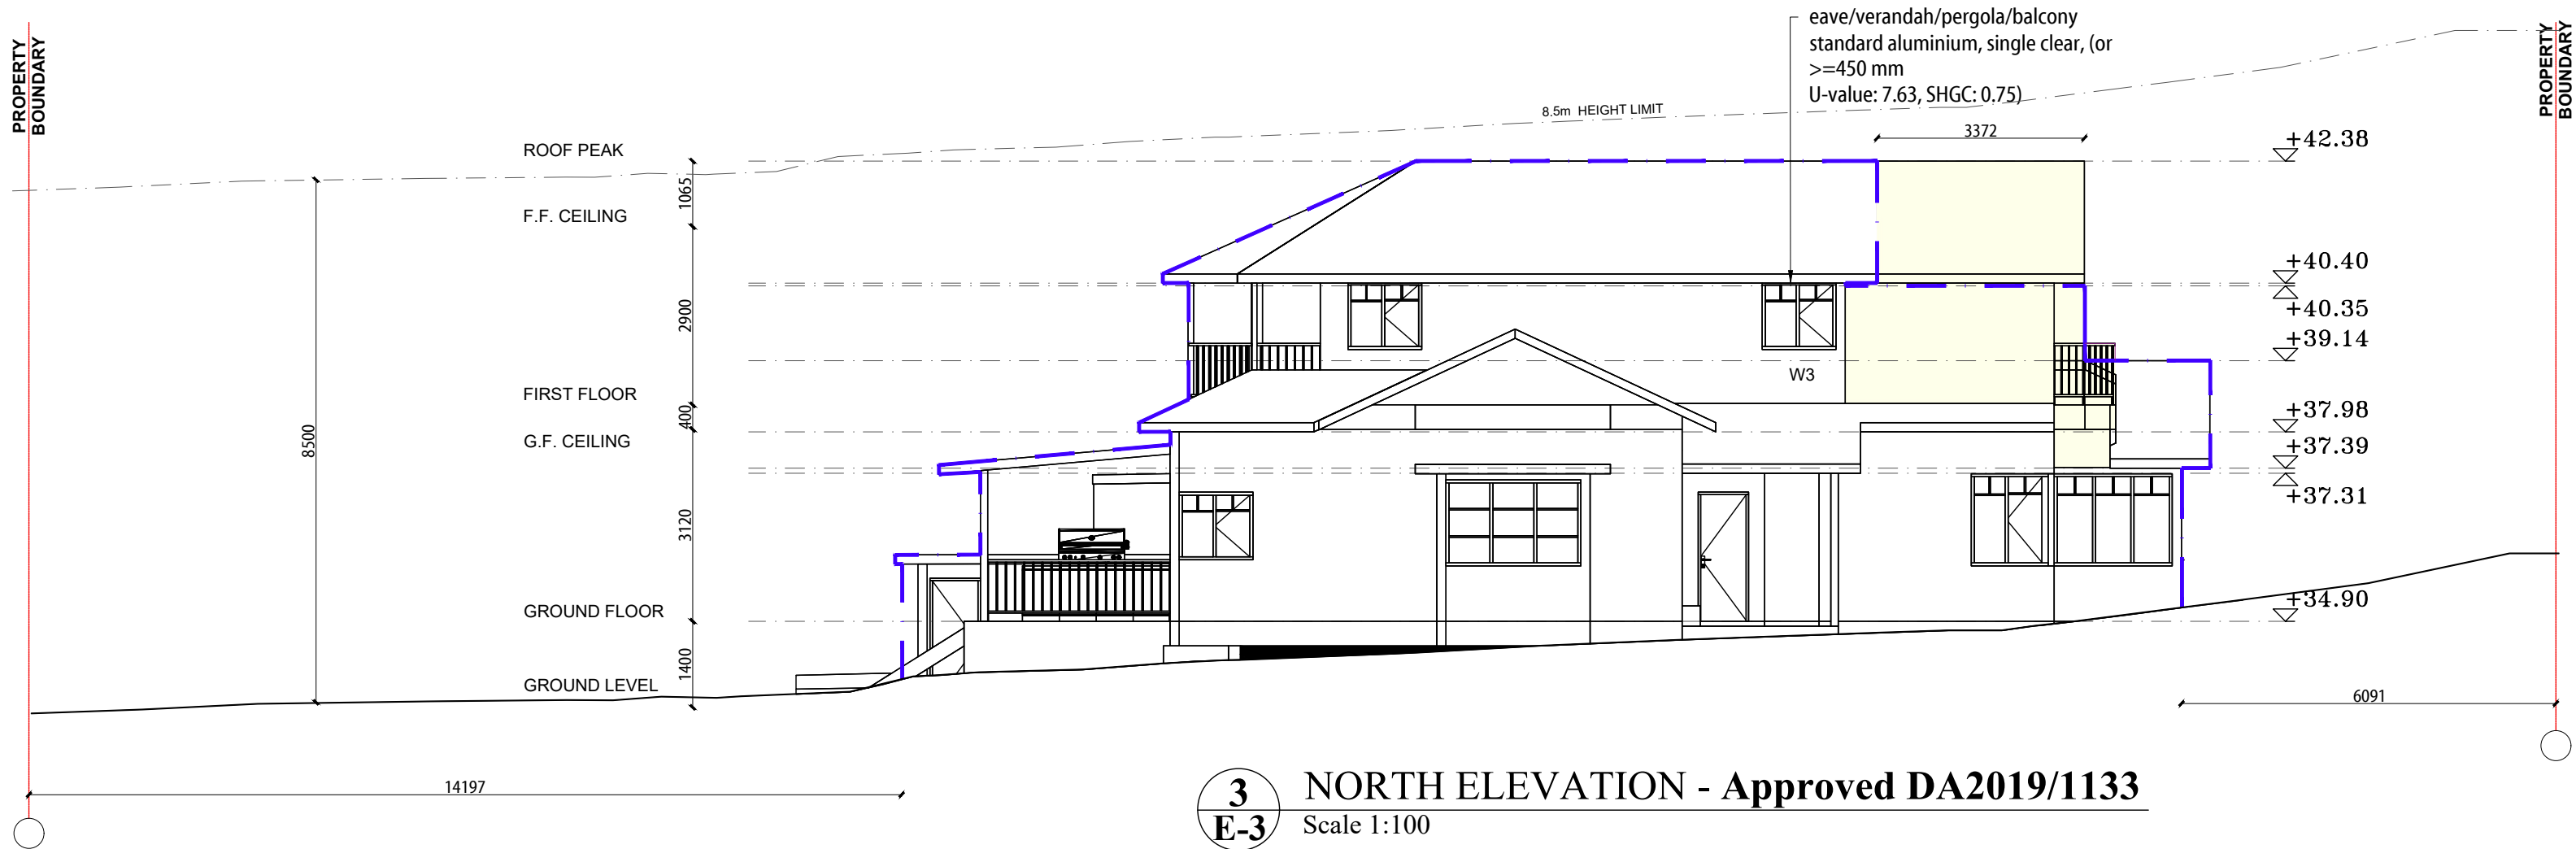 PROPERTY
BOUNDARY
eave/verandah/pergola/balcony
standard aluminium, single clear, (or
>=450 mm
U-value: 7.63, SHGC: 0.75)
PROPERTY
BOUNDARY
8.5m HEIGHT LIMIT
3372
ROOF PEAK
+42.38
1065
F.F. CEILING
+40.40
2900
+40.35
+39.14
W3
FIRST FLOOR
400
+37.98
G.F. CEILING
8500
+37.39
+37.31
3120
GROUND FLOOR
+34.90
1400
GROUND LEVEL
6091
14197
3
E-3
NORTH ELEVATION - Approved DA2019/1133
Scale 1:100